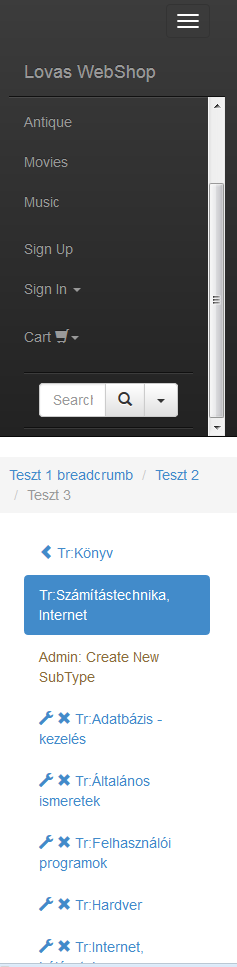 Lovas WebShop
Antique
Movies
Music
Sign Up
Sign In
Cart
Search
Teszt 1 breadcrumb / Teszt 2
/ Teszt 3
Tr:Könyv
Tr:Számítástechnika,
Internet
Admin: Create New
SubType
Tr:Adatbázis -
kezelés
Tr:Általános
ismeretek
Tr:Felhasználói
programok
Tr:Hardver
Tr:Internet,